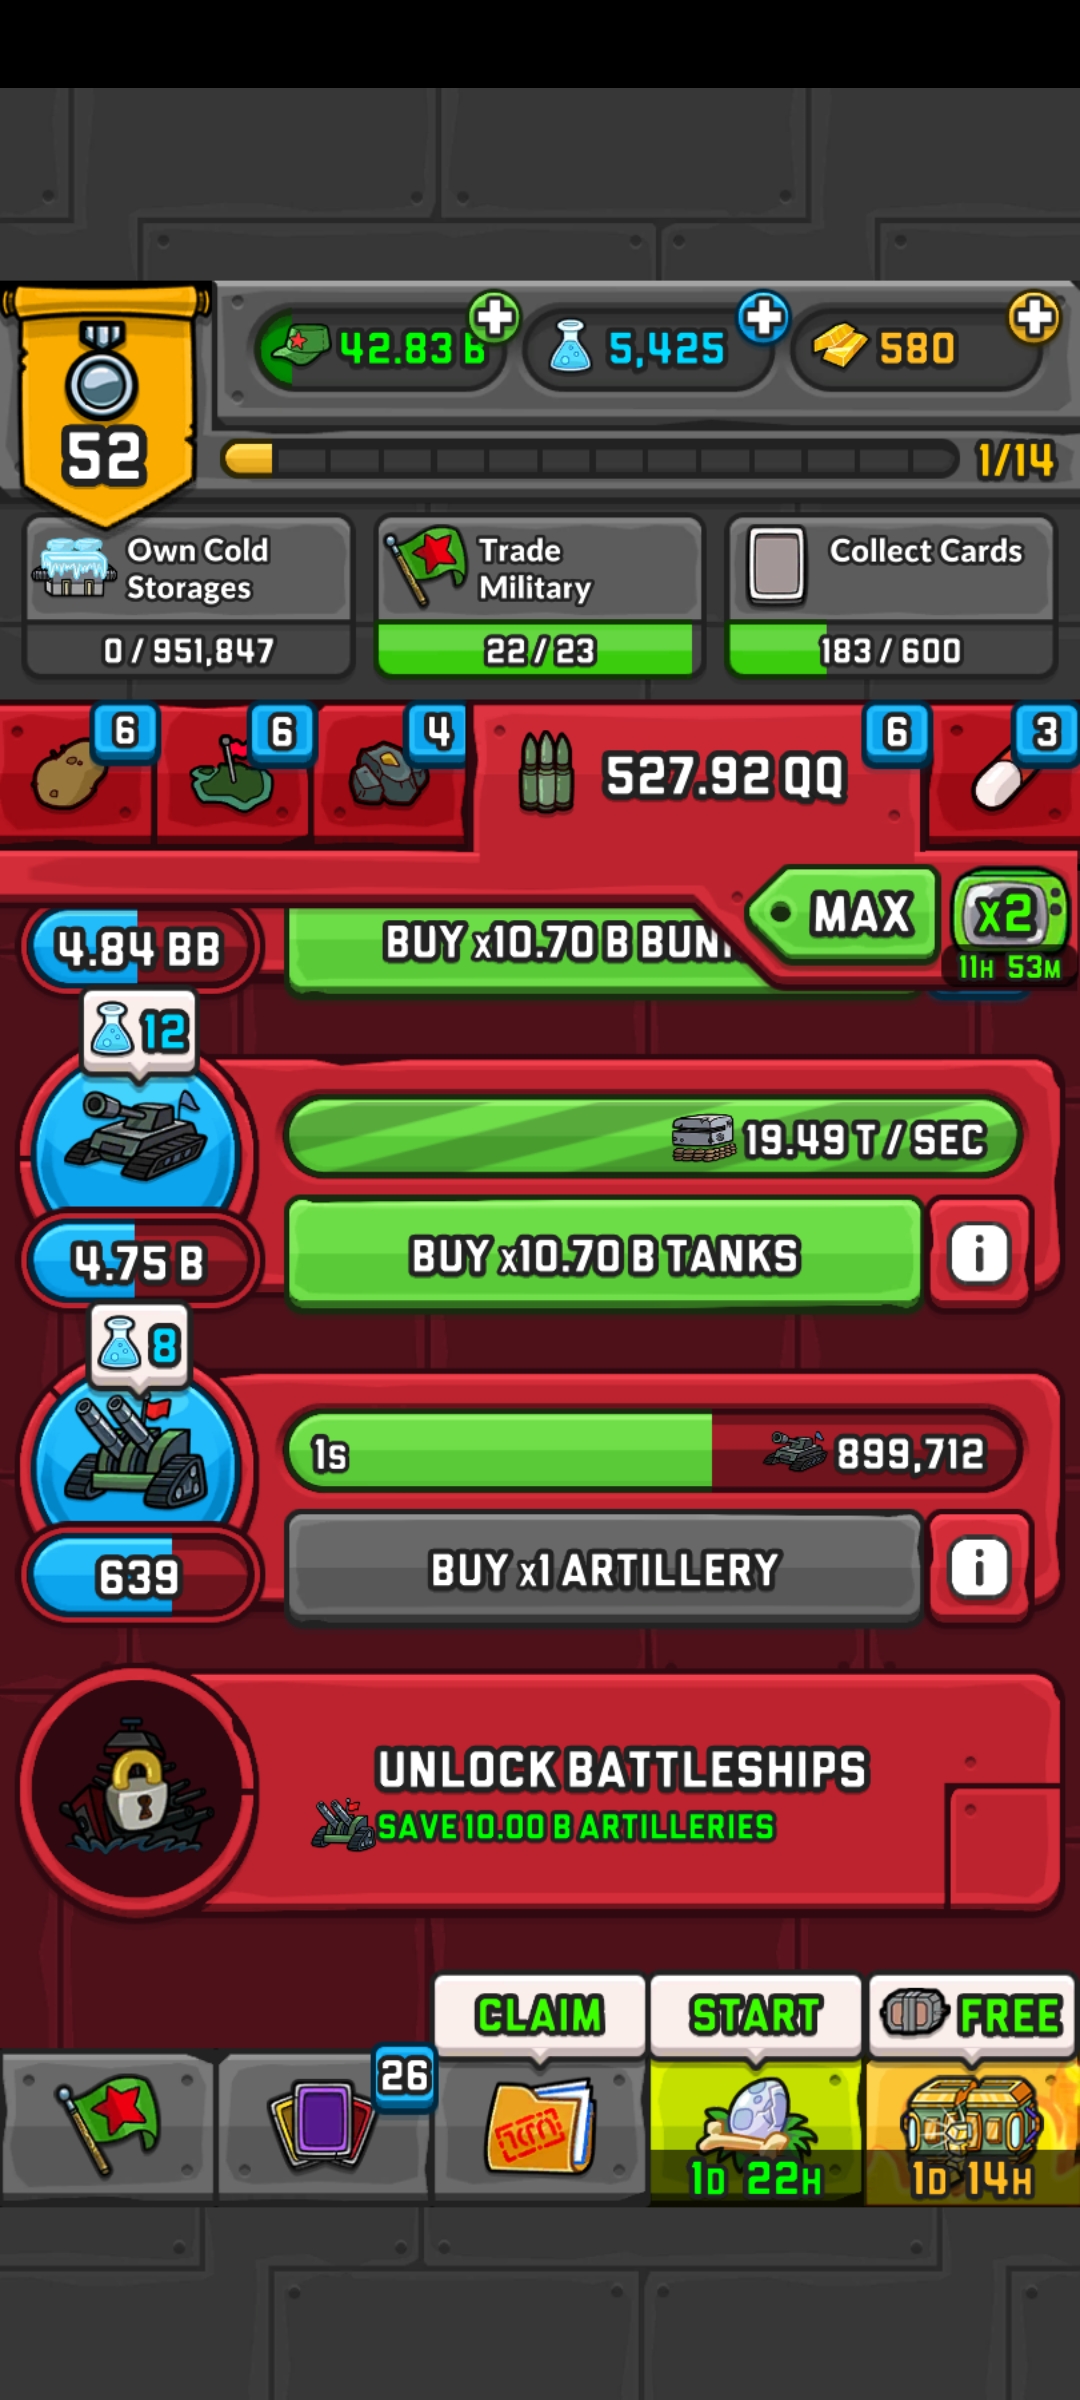 42.83 B
5,425
580
52
1/14
Own Cold
Storages
0 / 951,847
Trade
Military
22 / 23
Collect Cards
183 / 600
6
6
4
527.92 QQ
6
3
MAX
x2
11H 53M
4.84 BB
BUY x10.70 B
12
19.49 T / SEC
4.75 B
BUY x10.70 B TANKS
i
8
1s
899,712
639
BUY x1 ARTILLERY
i
UNLOCK BATTLESHIPS
SAVE 10.00 B ARTILLERIES
CLAIM
START
FREE
26
1D 22H
1D 14H